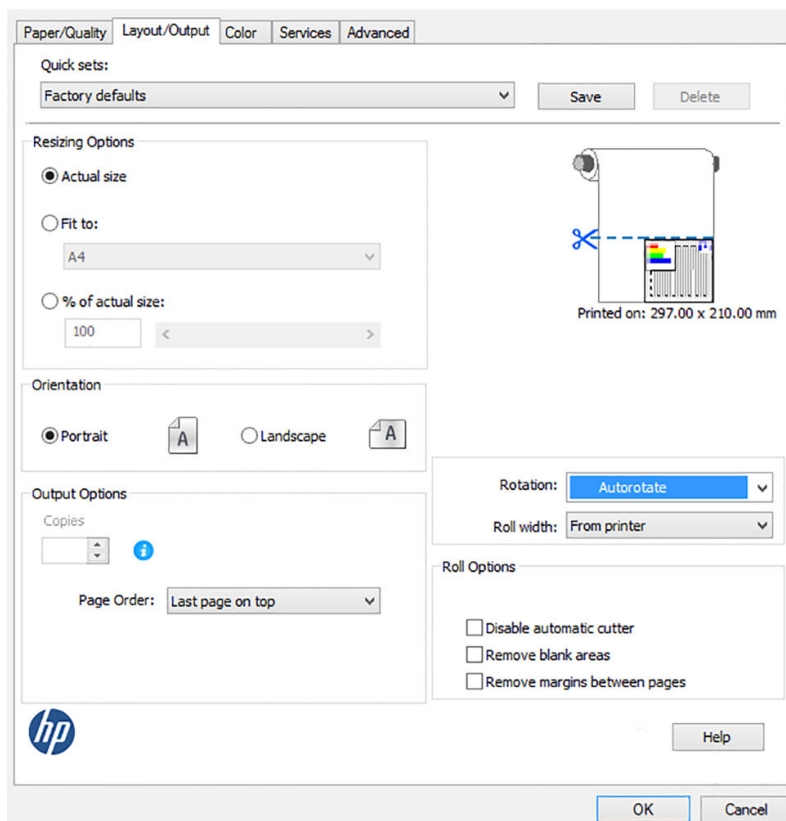 Paper/Quality Layout/Output Color Services Advanced
Quick sets:
Factory defaults Save Delete
Resizing Options
Actual size
Fit to:
A4
% of actual size:
100
Printed on: 297.00 x 210.00 mm
Orientation
Portrait A Landscape A
Rotation: Autorotate
Roll width: From printer
Output Options
Copies
i
Page Order: Last page on top
Roll Options
Disable automatic cutter
Remove blank areas
Remove margins between pages
hp
Help
OK Cancel